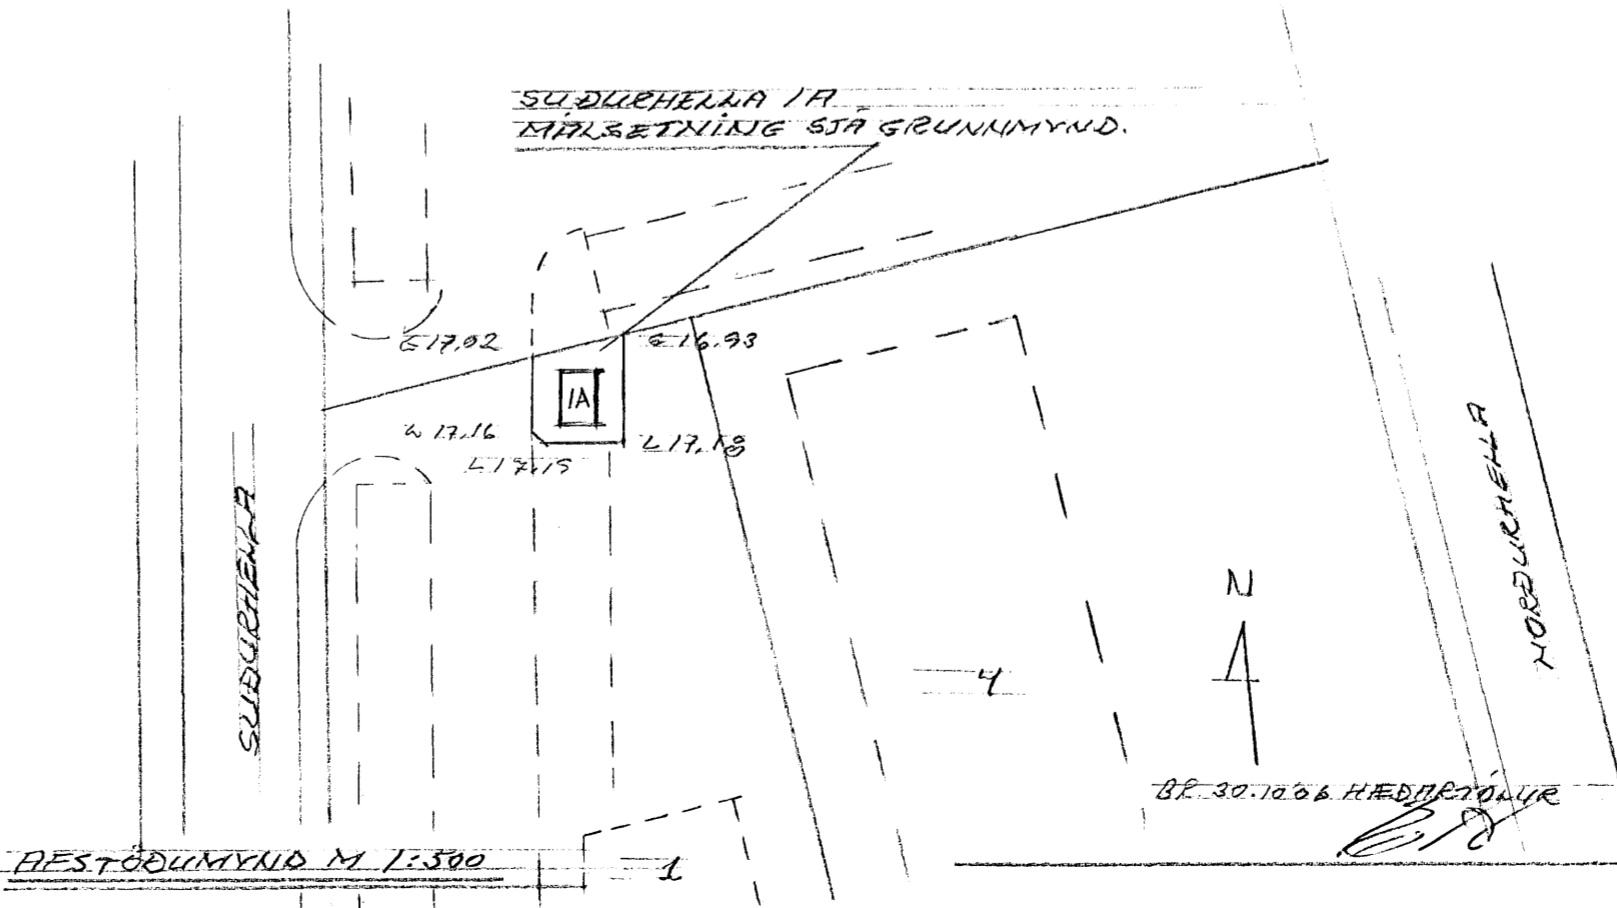 SUÐURHELLA 1A
MÁLSETNING SJÁ GRUNNMYND.
G 17.02
G 16.93
1A
L 17.16
L 17.18
L 17.15
SUÐURHELLA
NORÐURHELLA
N
4
BR. 30.10 06 HÆÐARTÖLUR
AFSTÖÐUMYND M 1:500
1